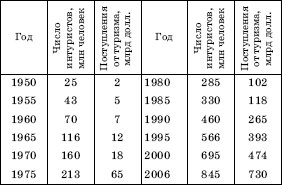 Год Число интуристов, млн человек Поступления от туризма, млрд долл. Год Число интуристов, млн человек Поступления от туризма, млрд долл.
1950 25 2 1980 285 102
1955 43 5 1985 330 118
1960 70 7 1990 460 265
1965 116 12 1995 566 393
1970 160 18 2000 695 474
1975 213 65 2006 845 730